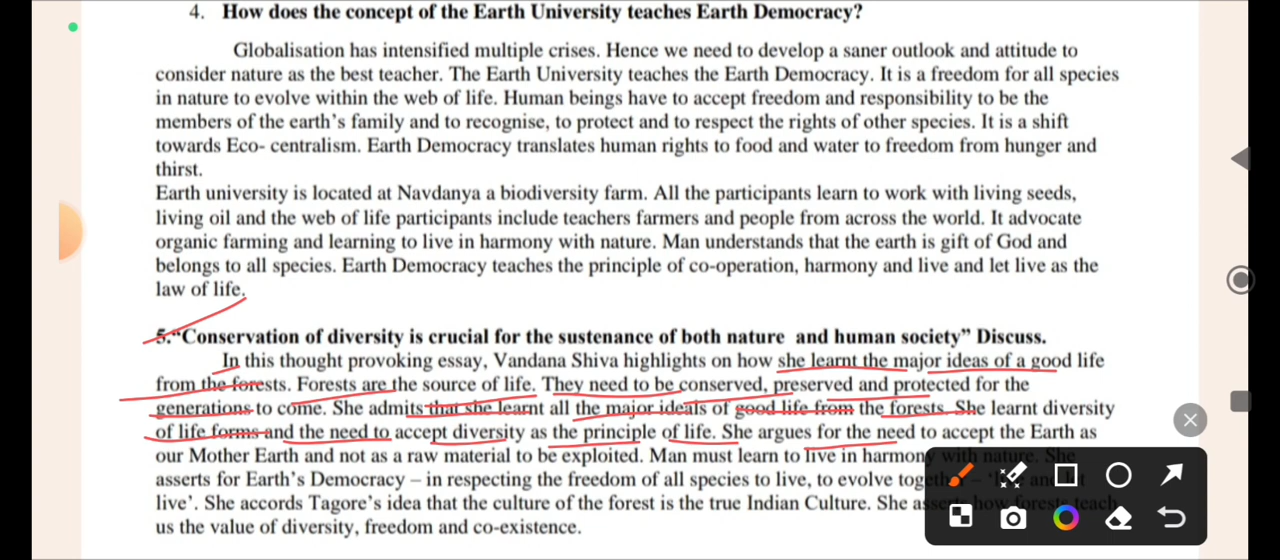 4. How does the concept of the Earth University teaches Earth Democracy?
Globalisation has intensified multiple crises. Hence we need to develop a saner outlook and attitude to
consider nature as the best teacher. The Earth University teaches the Earth Democracy. It is a freedom for all species
in nature to evolve within the web of life. Human beings have to accept freedom and responsibility to be the
members of the earth's family and to recognise, to protect and to respect the rights of other species. It is a shift
towards Eco- centralism. Earth Democracy translates human rights to food and water to freedom from hunger and
thirst.
Earth university is located at Navdanya a biodiversity farm. All the participants learn to work with living seeds,
living oil and the web of life participants include teachers farmers and people from across the world. It advocate
organic farming and learning to live in harmony with nature. Man understands that the earth is gift of God and
belongs to all species. Earth Democracy teaches the principle of co-operation, harmony and live and let live as the
law of life.
5."Conservation of diversity is crucial for the sustenance of both nature and human society" Discuss.
In this thought provoking essay, Vandana Shiva highlights on how she learnt the major ideas of a good life
from the forests. Forests are the source of life. They need to be conserved, preserved and protected for the
generations to come. She admits that she learnt all the major ideals of good life from the forests. She learnt diversity
of life forms and the need to accept diversity as the principle of life. She argues for the need to accept the Earth as
our Mother Earth and not as a raw material to be exploited. Man must learn to live in harmony with nature. She
asserts for Earth's Democracy – in respecting the freedom of all species to live, to evolve
live'. She accords Tagore's idea that the culture of the forest is the true Indian Culture. She how forests teach
us the value of diversity, freedom and co-existence.